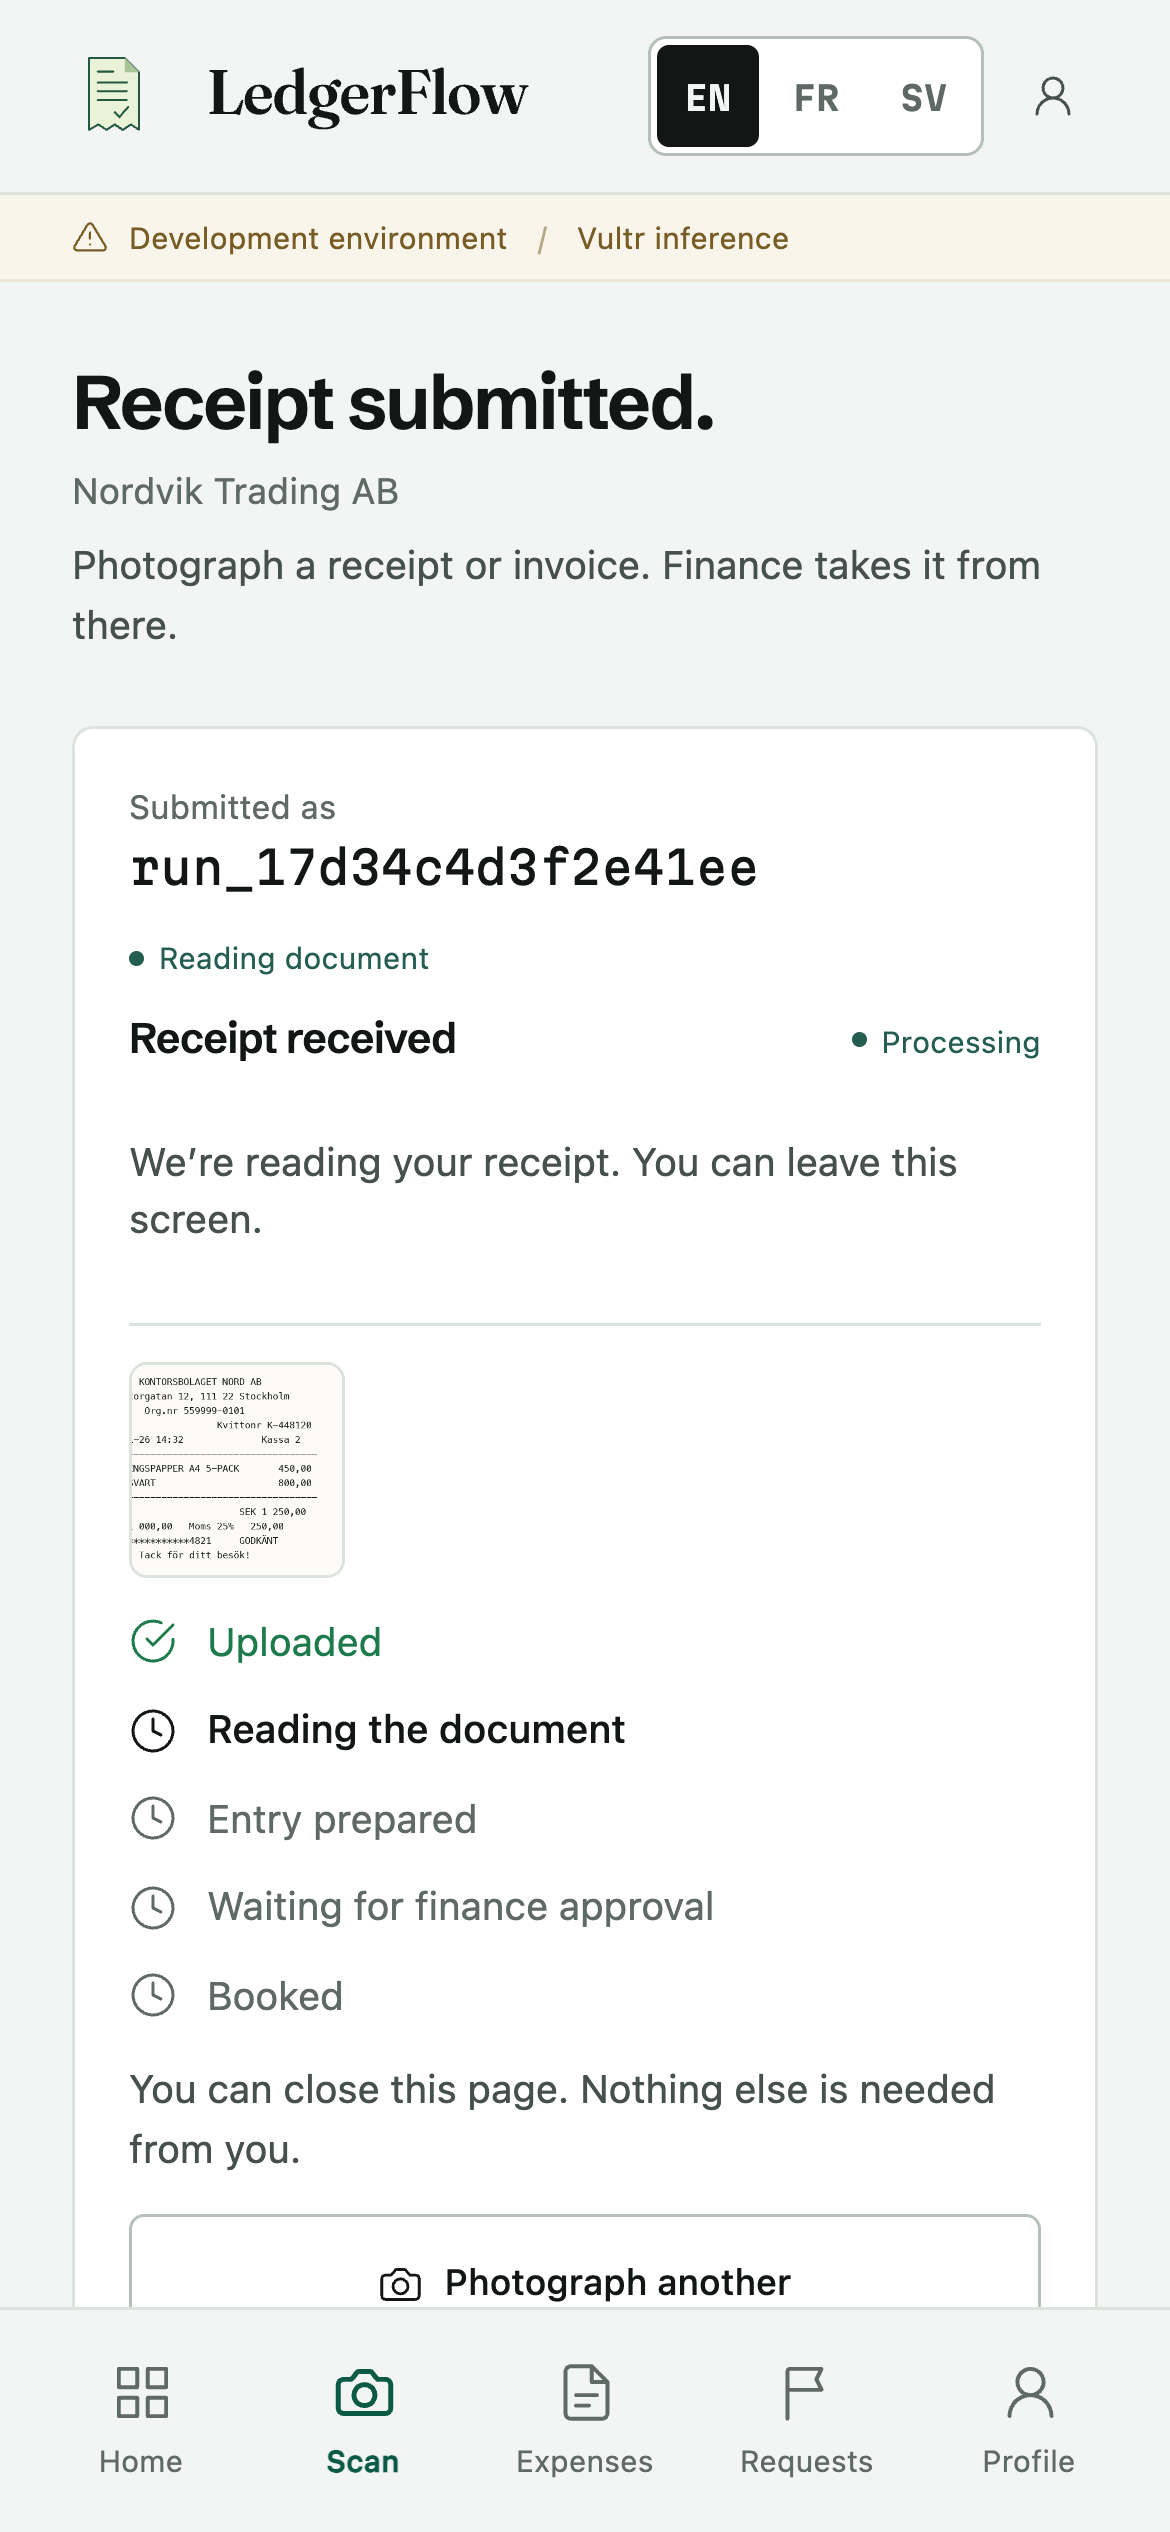 LedgerFlow
EN FR SV
Development environment / Vultr inference
Receipt submitted.
Nordvik Trading AB
Photograph a receipt or invoice. Finance takes it from
there.
Submitted as
run_17d34c4d3f2e41ee
Reading document
Receipt received
Processing
We're reading your receipt. You can leave this
screen.
KONTORSBOLAGET NORD AB
orgatan 12, 111 22 Stockholm
Org.nr 559999-0101
Kvittonr K-448120
-26 14:32 Kassa 2
NGSPAPPER A4 5-PACK 450,00
VART 800,00
SEK 1 250,00
000,00 Moms 25% 250,00
***********4821 GODKÄNT
Tack för ditt besök!
Uploaded
Reading the document
Entry prepared
Waiting for finance approval
Booked
You can close this page. Nothing else is needed
from you.
Photograph another
Home Scan Expenses Requests Profile